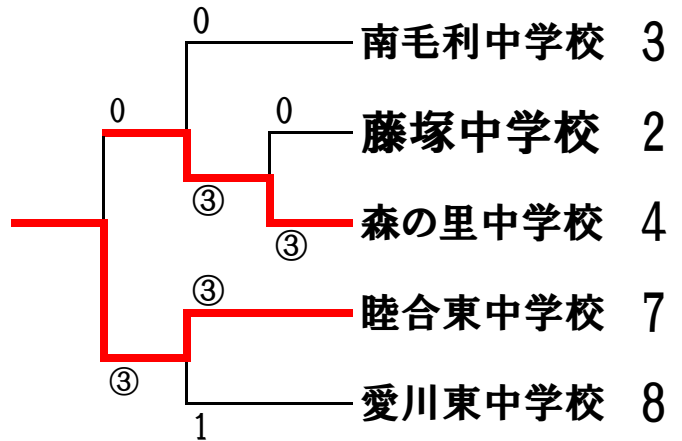 0
南毛利中学校 3
0 0
藤塚中学校 2
③
森の里中学校 4
③
③
睦合東中学校 7
③
愛川東中学校 8
1